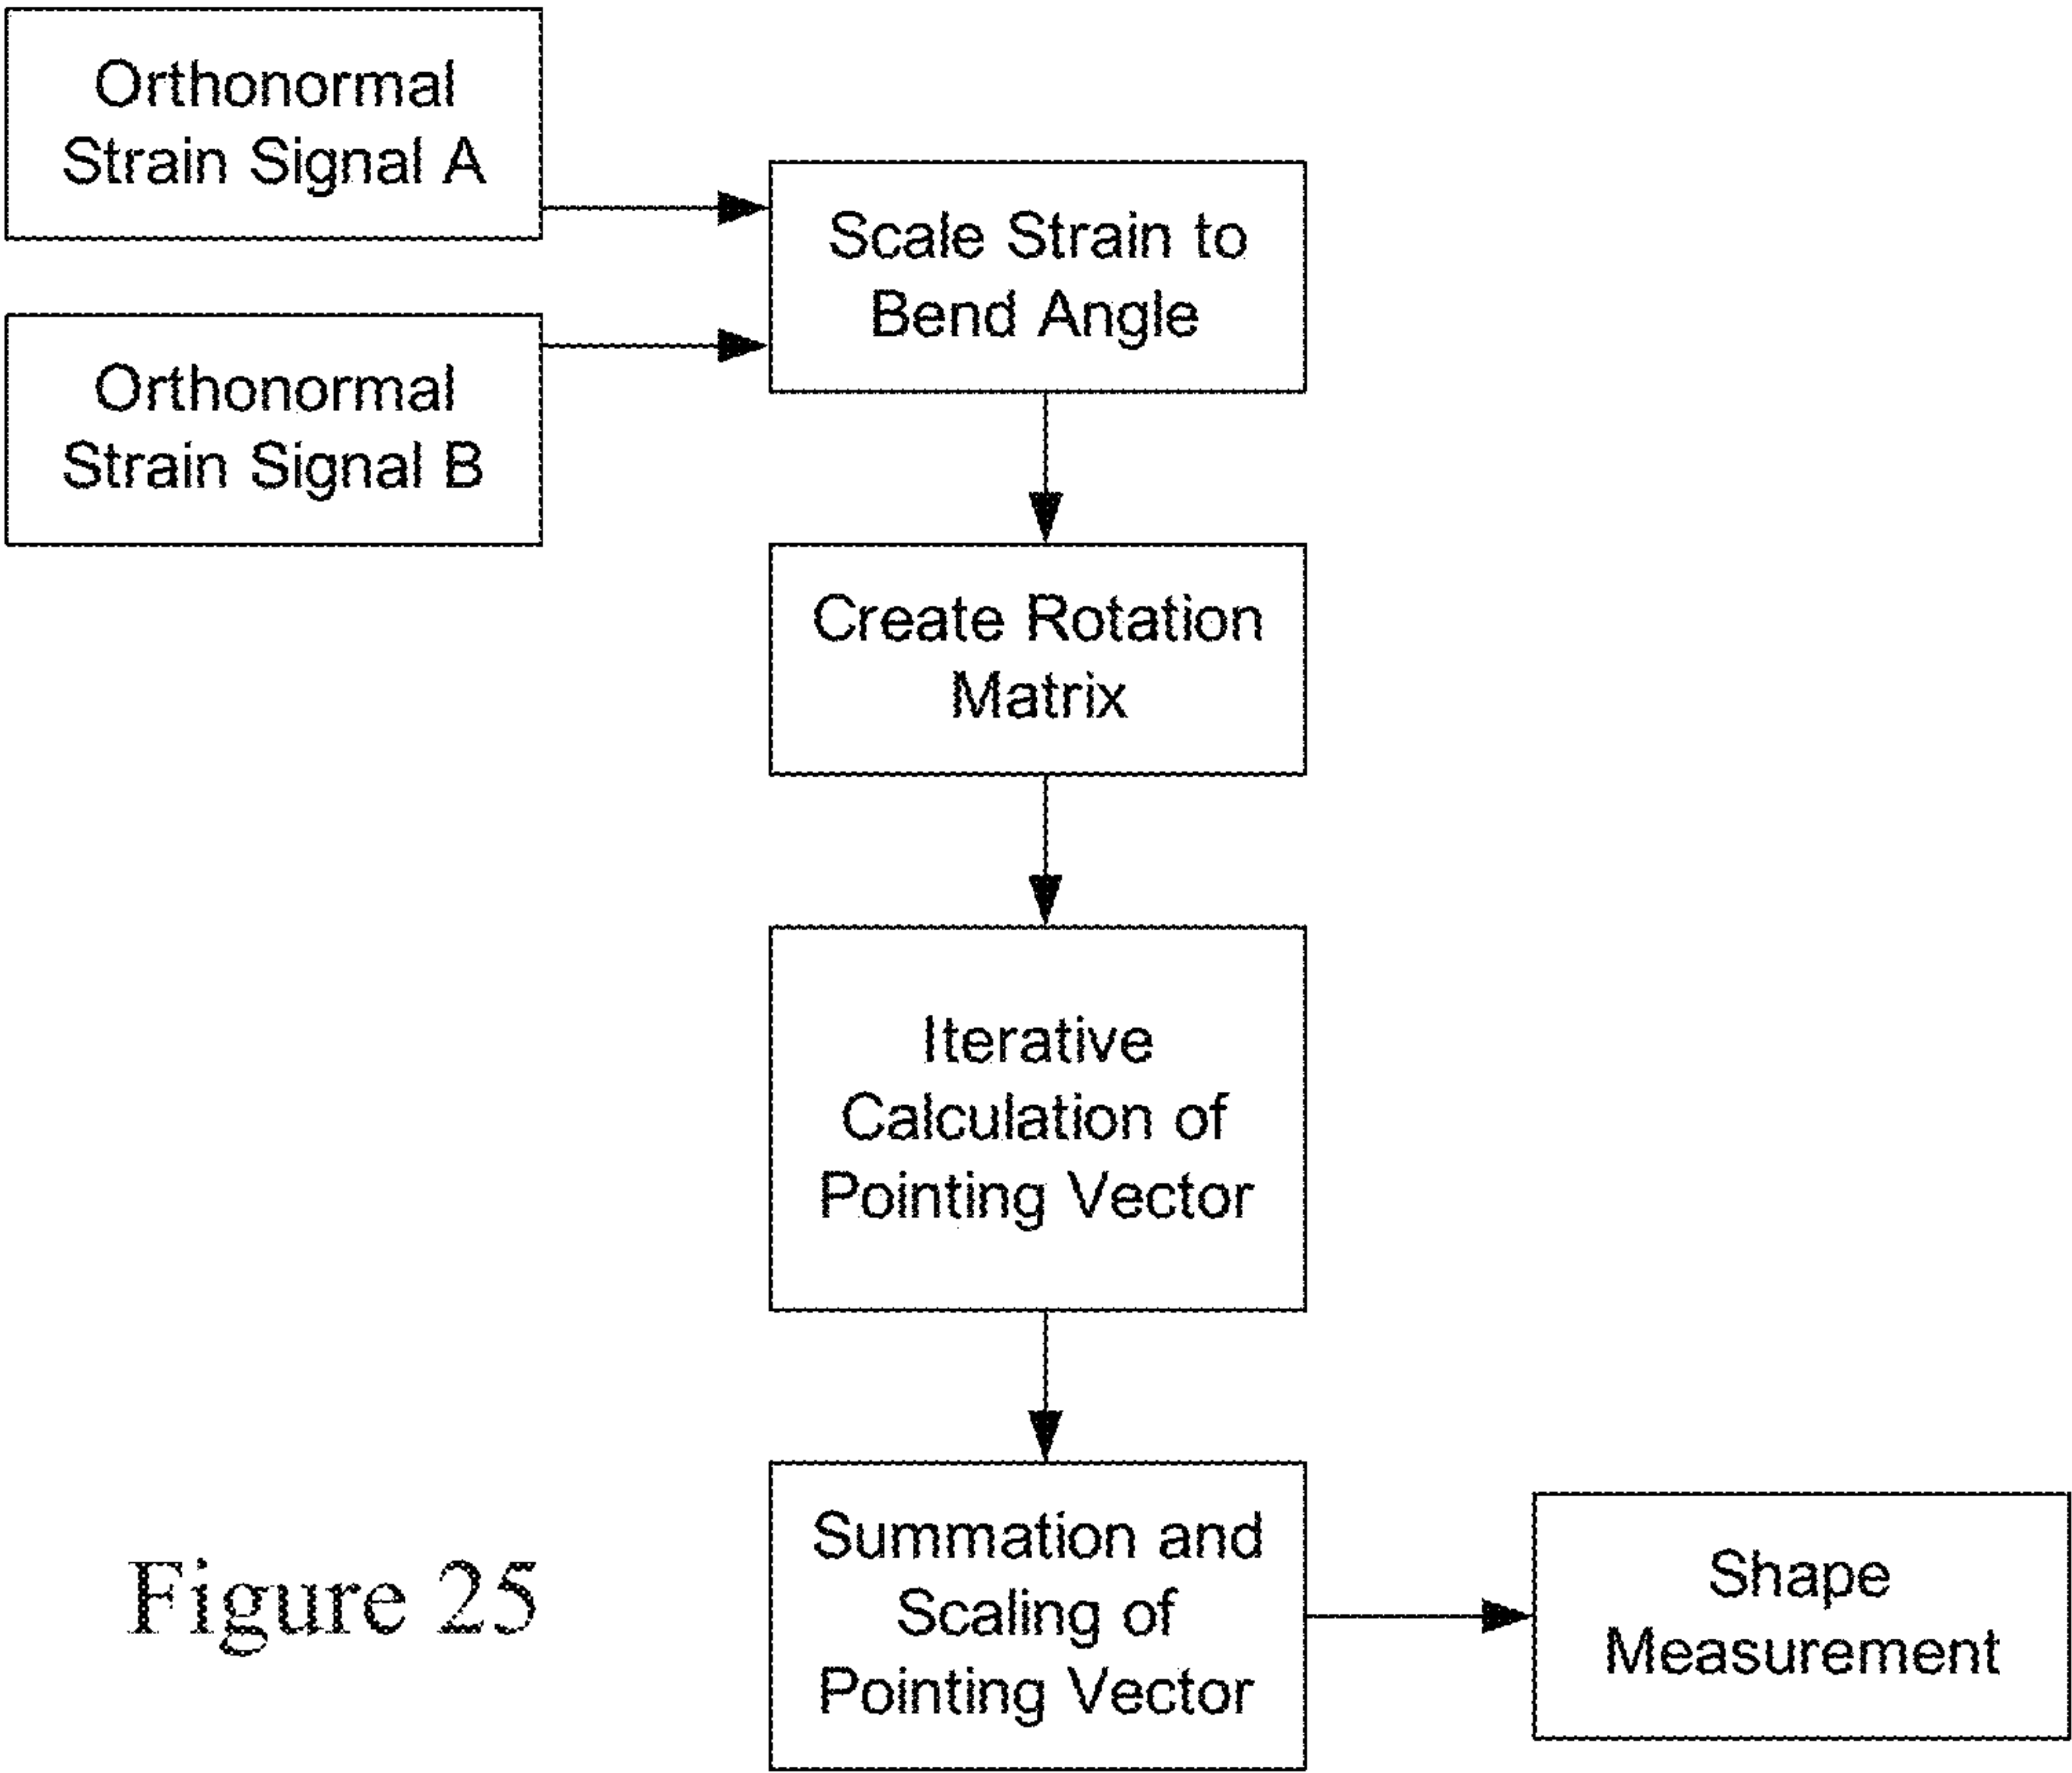 Orthonormal
Strain Signal A
Orthonormal
Strain Signal B
Scale Strain to
Bend Angle
Create Rotation
Matrix
Iterative
Calculation of
Pointing Vector
Summation and
Scaling of
Pointing Vector
Shape
Measurement
Figure 25